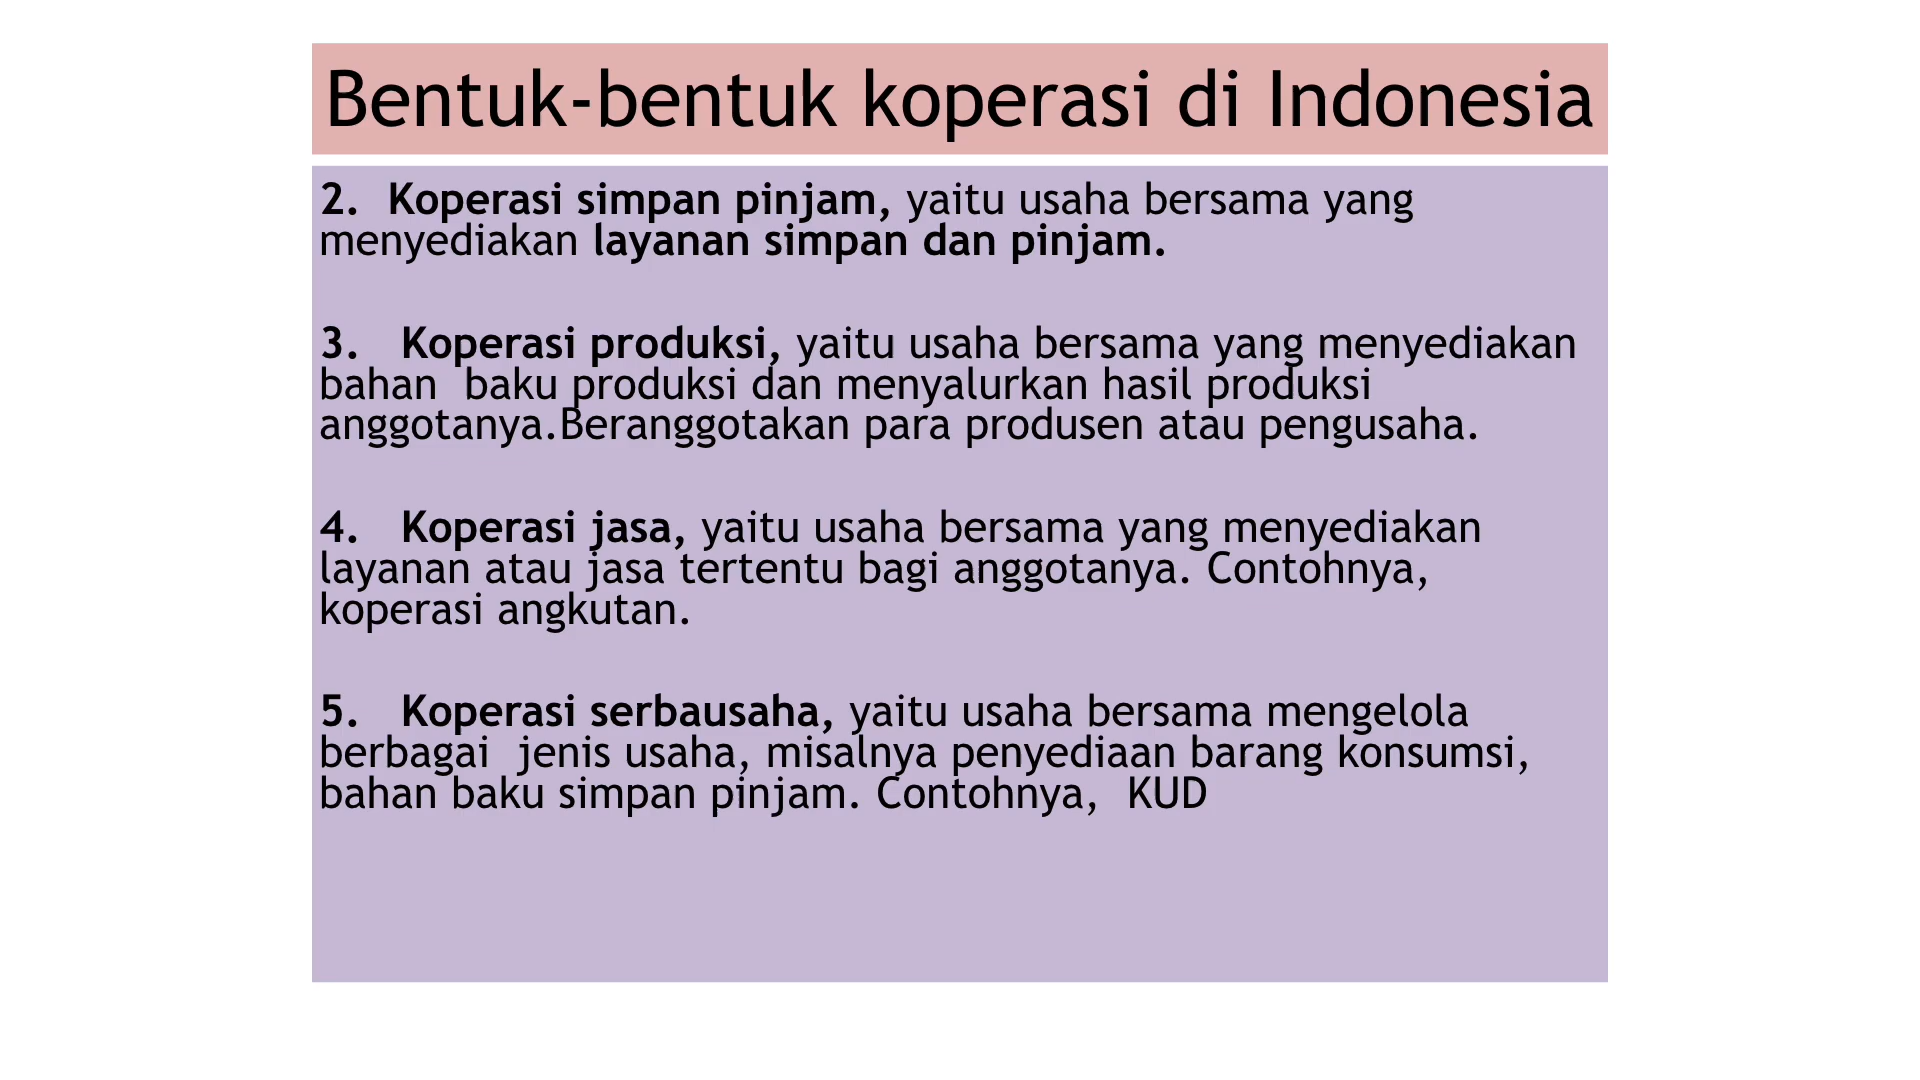 Bentuk-bentuk koperasi di Indonesia
2.  Koperasi simpan pinjam, yaitu usaha bersama yang
menyediakan layanan simpan dan pinjam.
3.   Koperasi produksi, yaitu usaha bersama yang menyediakan
bahan  baku produksi dan menyalurkan hasil produksi
anggotanya.Beranggotakan para produsen atau pengusaha.
4.   Koperasi jasa, yaitu usaha bersama yang menyediakan
layanan atau jasa tertentu bagi anggotanya. Contohnya,
koperasi angkutan.
5.   Koperasi serbausaha, yaitu usaha bersama mengelola
berbagai  jenis usaha, misalnya penyediaan barang konsumsi,
bahan baku simpan pinjam. Contohnya,  KUD